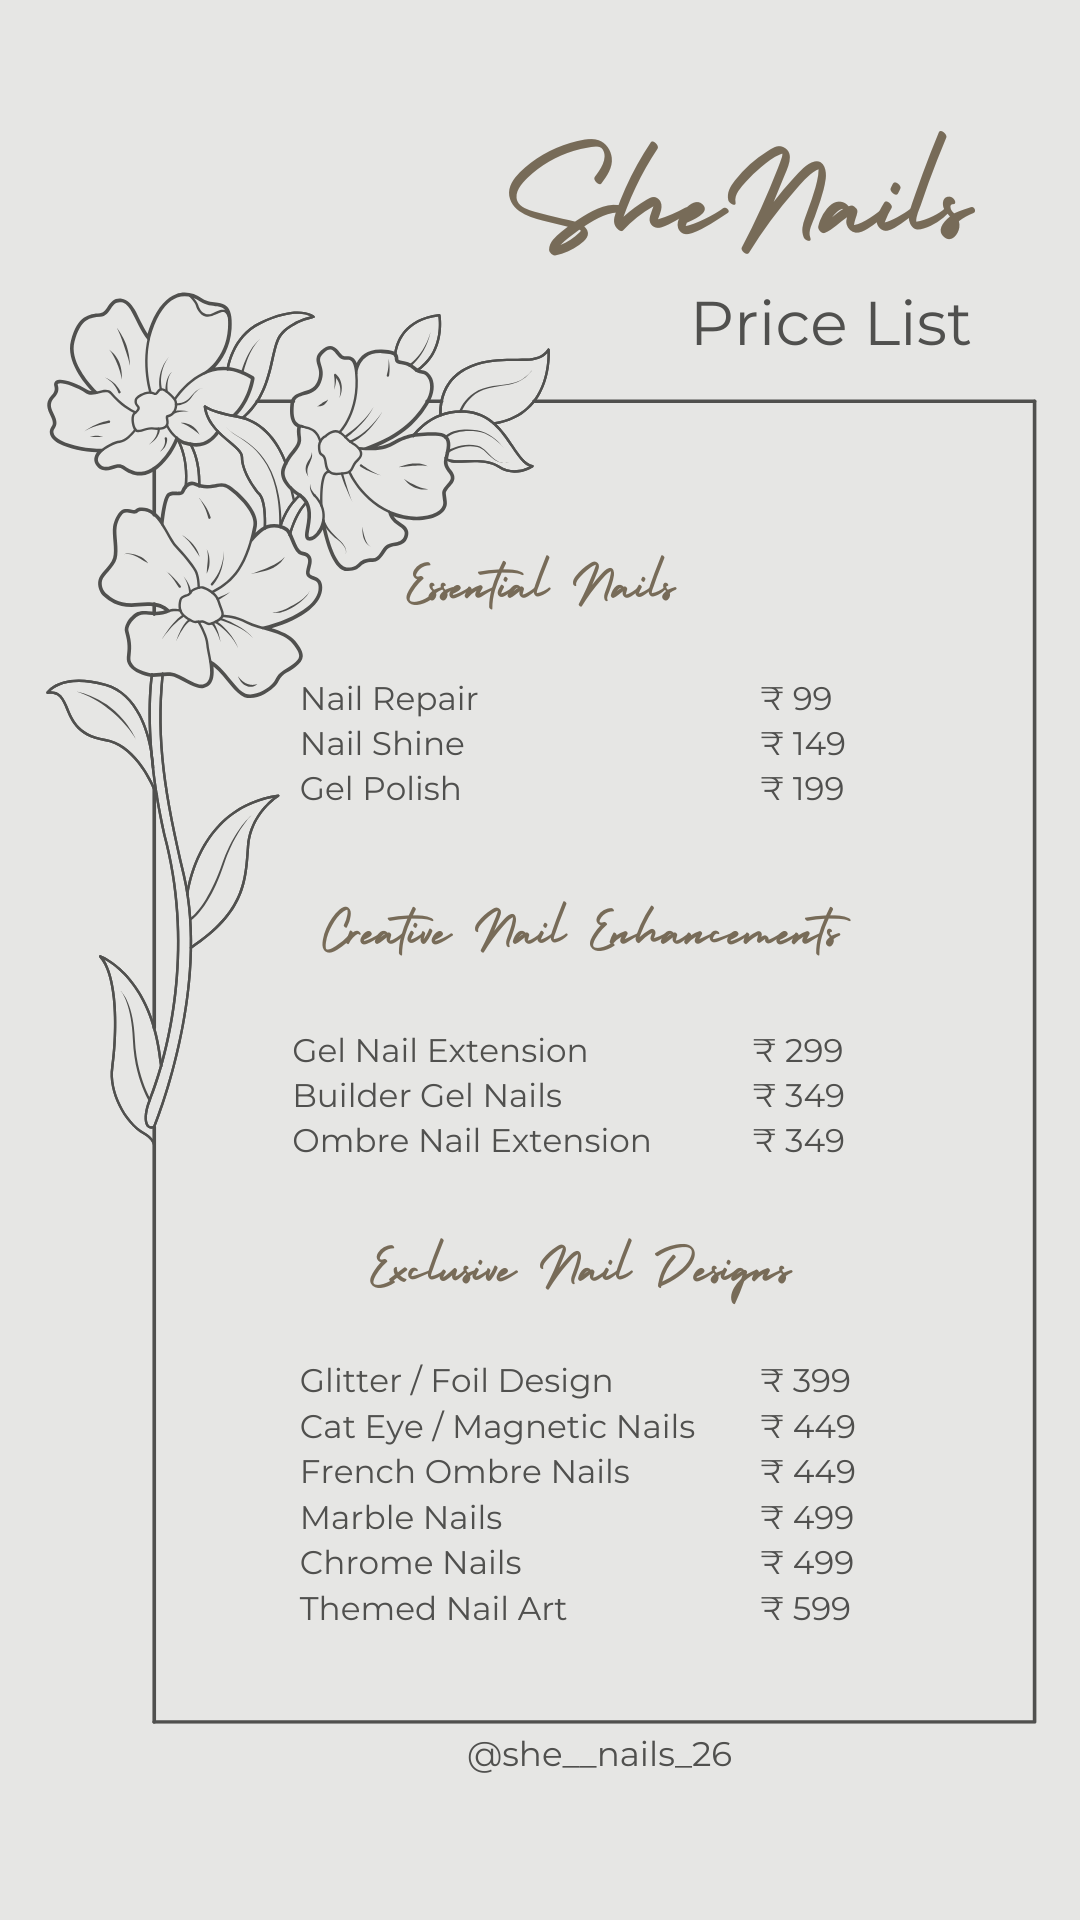 SheNails
Price List
Essential Nails
Nail Repair ₹ 99
Nail Shine ₹ 149
Gel Polish ₹ 199
Creative Nail Enhancements
Gel Nail Extension ₹ 299
Builder Gel Nails ₹ 349
Ombre Nail Extension ₹ 349
Exclusive Nail Designs
Glitter / Foil Design ₹ 399
Cat Eye / Magnetic Nails ₹ 449
French Ombre Nails ₹ 449
Marble Nails ₹ 499
Chrome Nails ₹ 499
Themed Nail Art ₹ 599
@she__nails_26